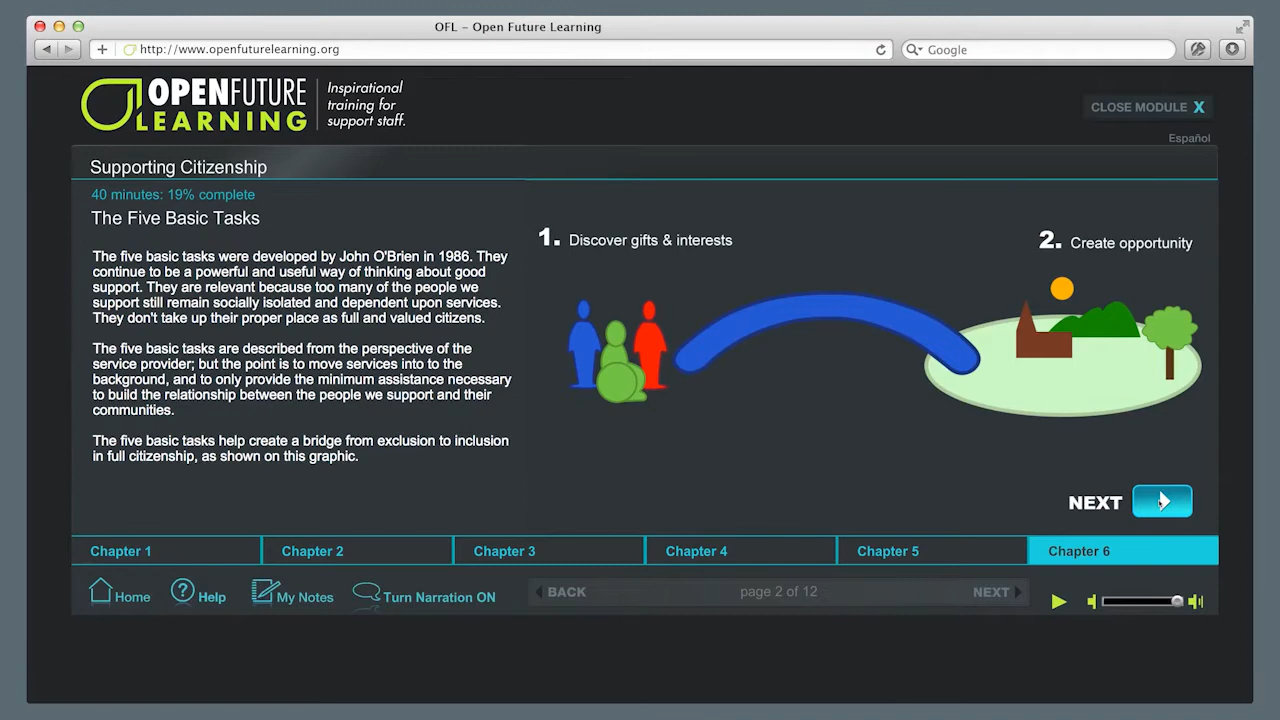 OFL – Open Future Learning
http://www.openfuturelearning.org
Google
OPENFUTURE
LEARNING
Inspirational
training for
support staff.
CLOSE MODULE X
Español
Supporting Citizenship
40 minutes: 19% complete
The Five Basic Tasks
The five basic tasks were developed by John O'Brien in 1986. They
continue to be a powerful and useful way of thinking about good
support. They are relevant because too many of the people we
support still remain socially isolated and dependent upon services.
They don't take up their proper place as full and valued citizens.
The five basic tasks are described from the perspective of the
service provider; but the point is to move services into to the
background, and to only provide the minimum assistance necessary
to build the relationship between the people we support and their
communities.
The five basic tasks help create a bridge from exclusion to inclusion
in full citizenship, as shown on this graphic.
1. Discover gifts & interests
2. Create opportunity
NEXT
Chapter 1
Chapter 2
Chapter 3
Chapter 4
Chapter 5
Chapter 6
Home
? Help
My Notes
Turn Narration ON
BACK
page 2 of 12
NEXT